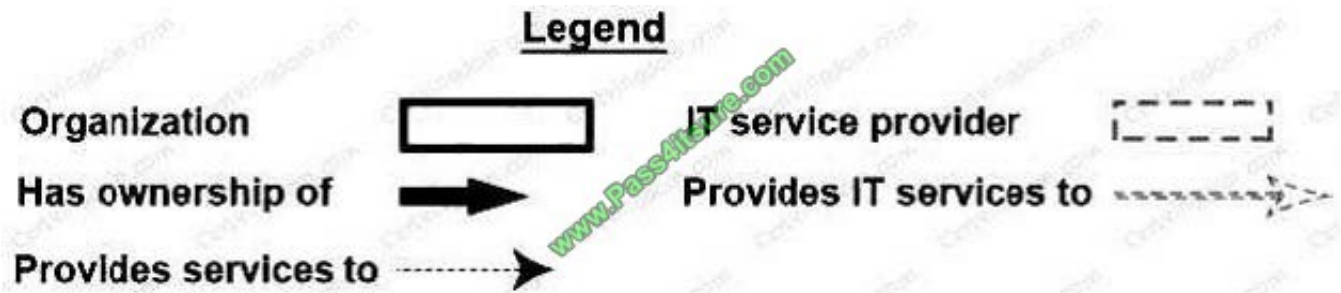 Legend
Organization
IT service provider
Has ownership of
Provides IT services to
Provides services to
www.Pass4itsure.com